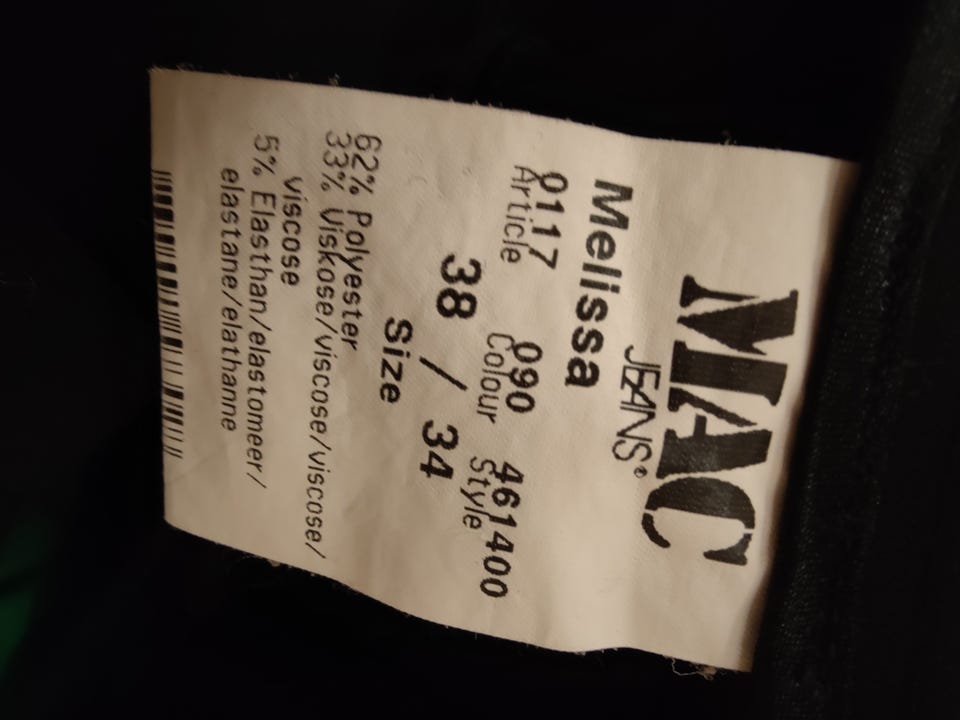 MAC
JEANS®
Melissa
0117 090 461400
Article Colour Style
38 / 34
Size
62% Polyester
33% Viskose/viscose/viscose/
viscose
5% Elasthan/elastomeer/
elastane/elathanne